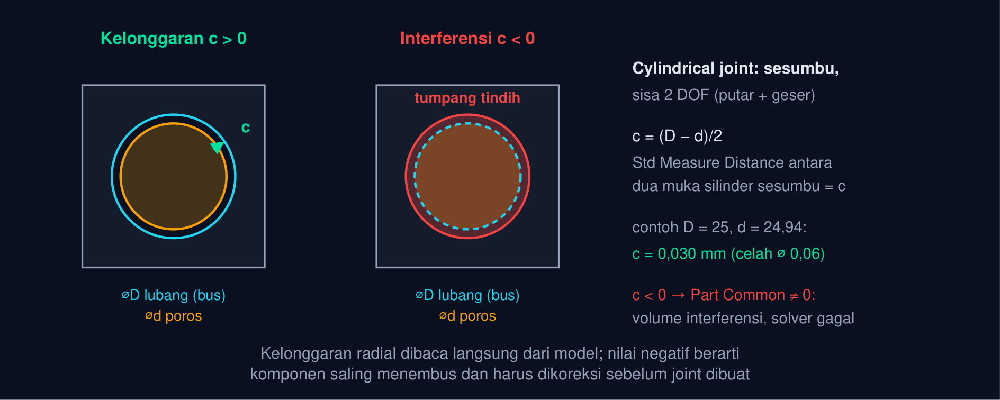 Kelonggaran c > 0
tumpang tindih
c
⌀D lubang (bus)
⌀d poros
Interferensi c < 0
⌀D lubang (bus)
⌀d poros
Cylindrical joint: sesumbu,
sisa 2 DOF (putar + geser)
c = (D − d)/2
Std Measure Distance antara
dua muka silinder sesumbu = c
contoh D = 25, d = 24,94:
c = 0,030 mm (celah ⌀ 0,06)
c < 0 → Part Common ≠ 0:
volume interferensi, solver gagal
Kelonggaran radial dibaca langsung dari model; nilai negatif berarti
komponen saling menembus dan harus dikoreksi sebelum joint dibuat